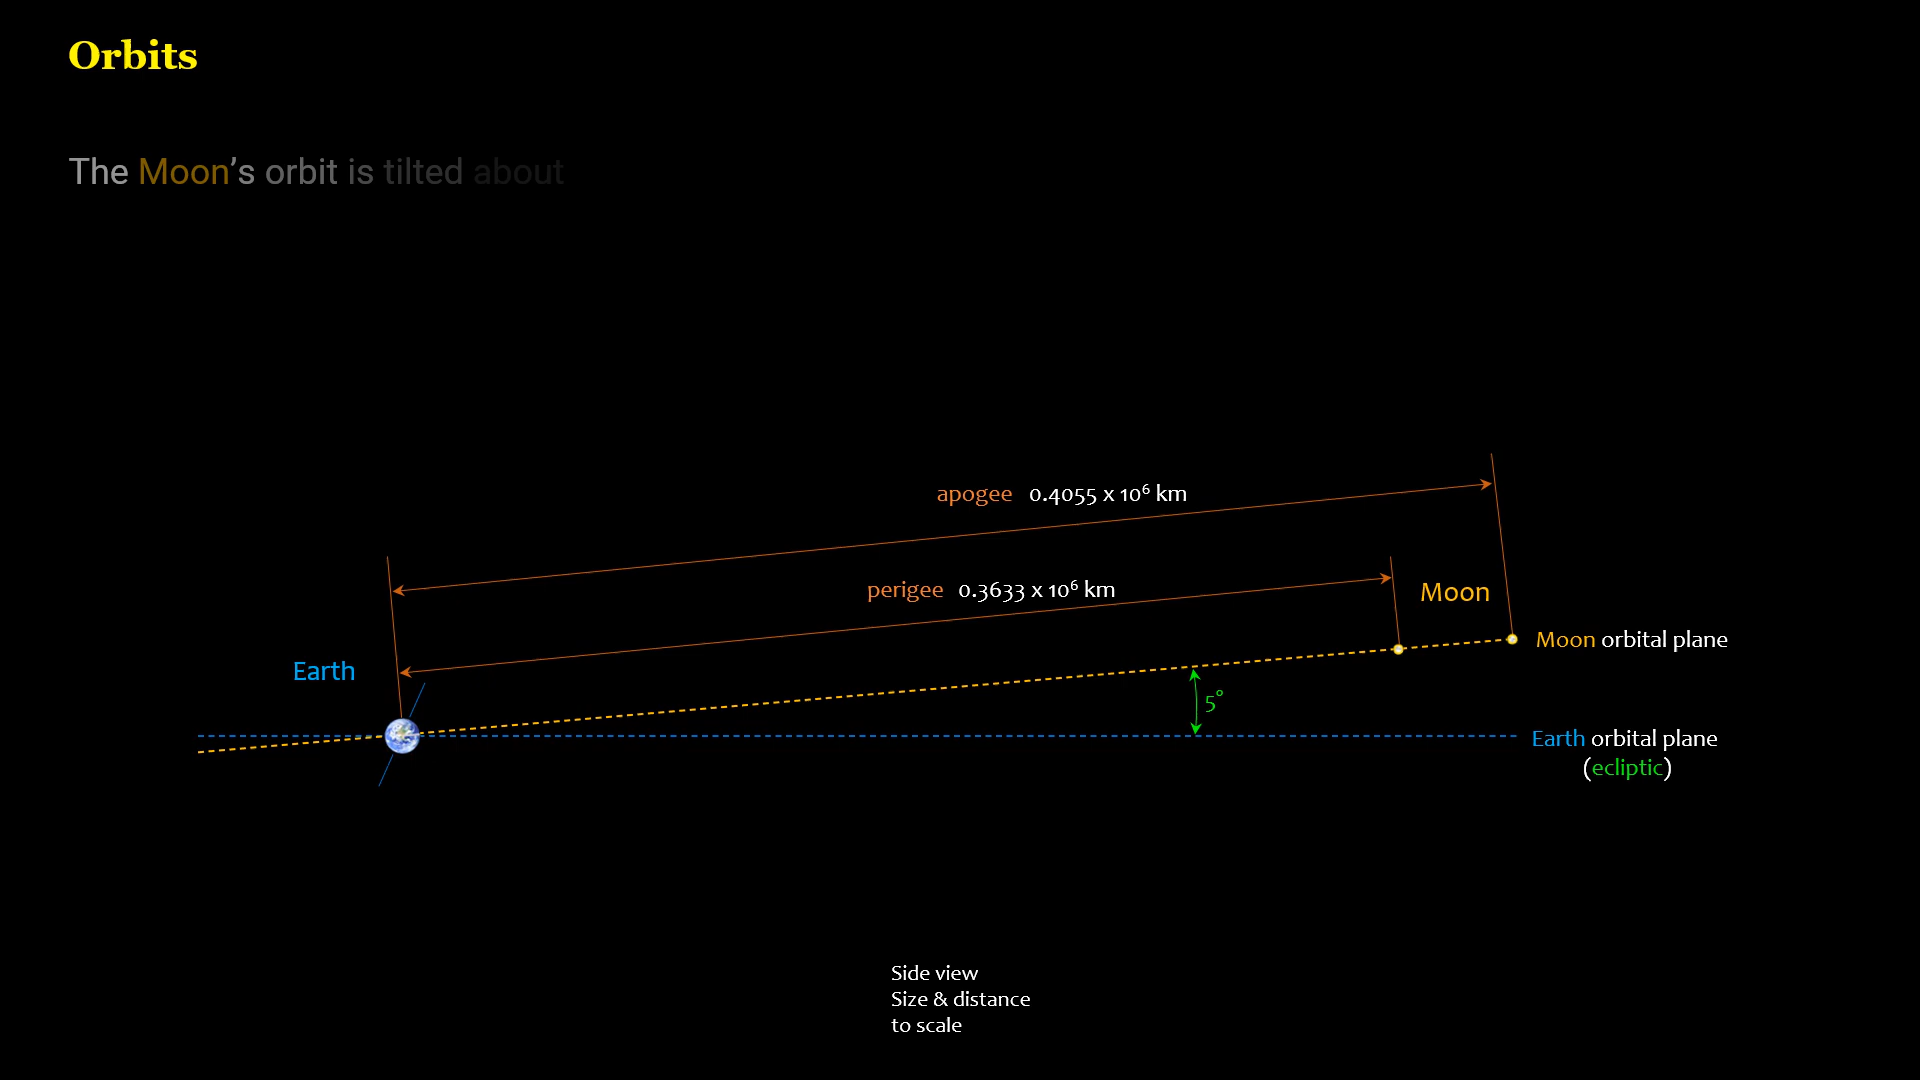 Orbits
The Moon’s orbit is tilted about
apogee 0.4055 x 10⁶ km
perigee 0.3633 x 10⁶ km
Moon
Moon orbital plane
Earth
5°
Earth orbital plane
(ecliptic)
Side view
Size & distance
to scale